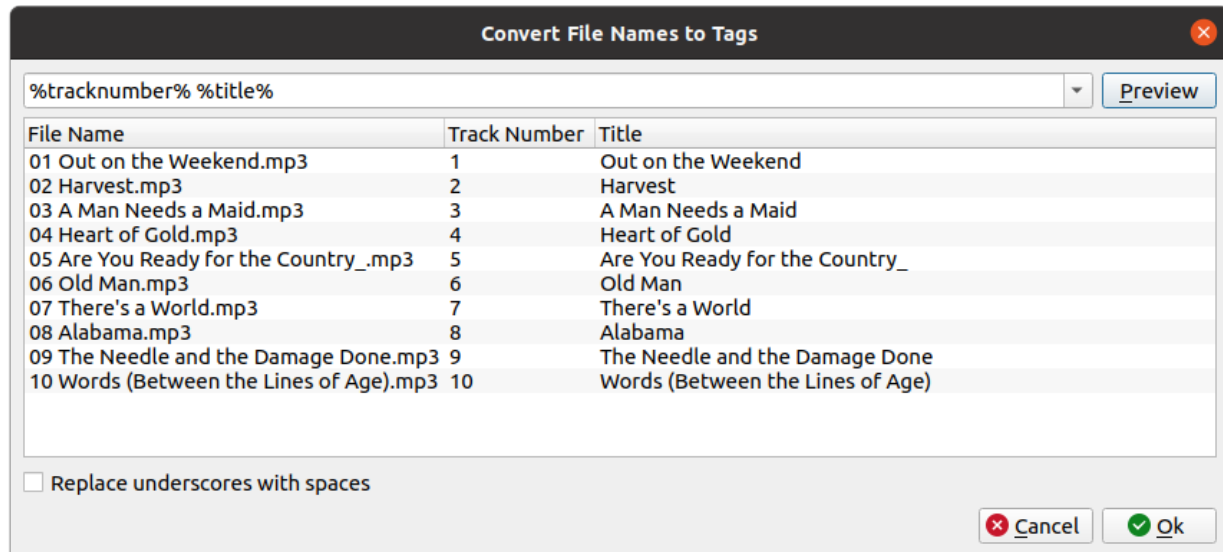 Convert File Names to Tags
%tracknumber% %title%
Preview
File Name Track Number Title
01 Out on the Weekend.mp3 1 Out on the Weekend
02 Harvest.mp3 2 Harvest
03 A Man Needs a Maid.mp3 3 A Man Needs a Maid
04 Heart of Gold.mp3 4 Heart of Gold
05 Are You Ready for the Country_.mp3 5 Are You Ready for the Country_
06 Old Man.mp3 6 Old Man
07 There's a World.mp3 7 There's a World
08 Alabama.mp3 8 Alabama
09 The Needle and the Damage Done.mp3 9 The Needle and the Damage Done
10 Words (Between the Lines of Age).mp3 10 Words (Between the Lines of Age)
Replace underscores with spaces
Cancel Ok